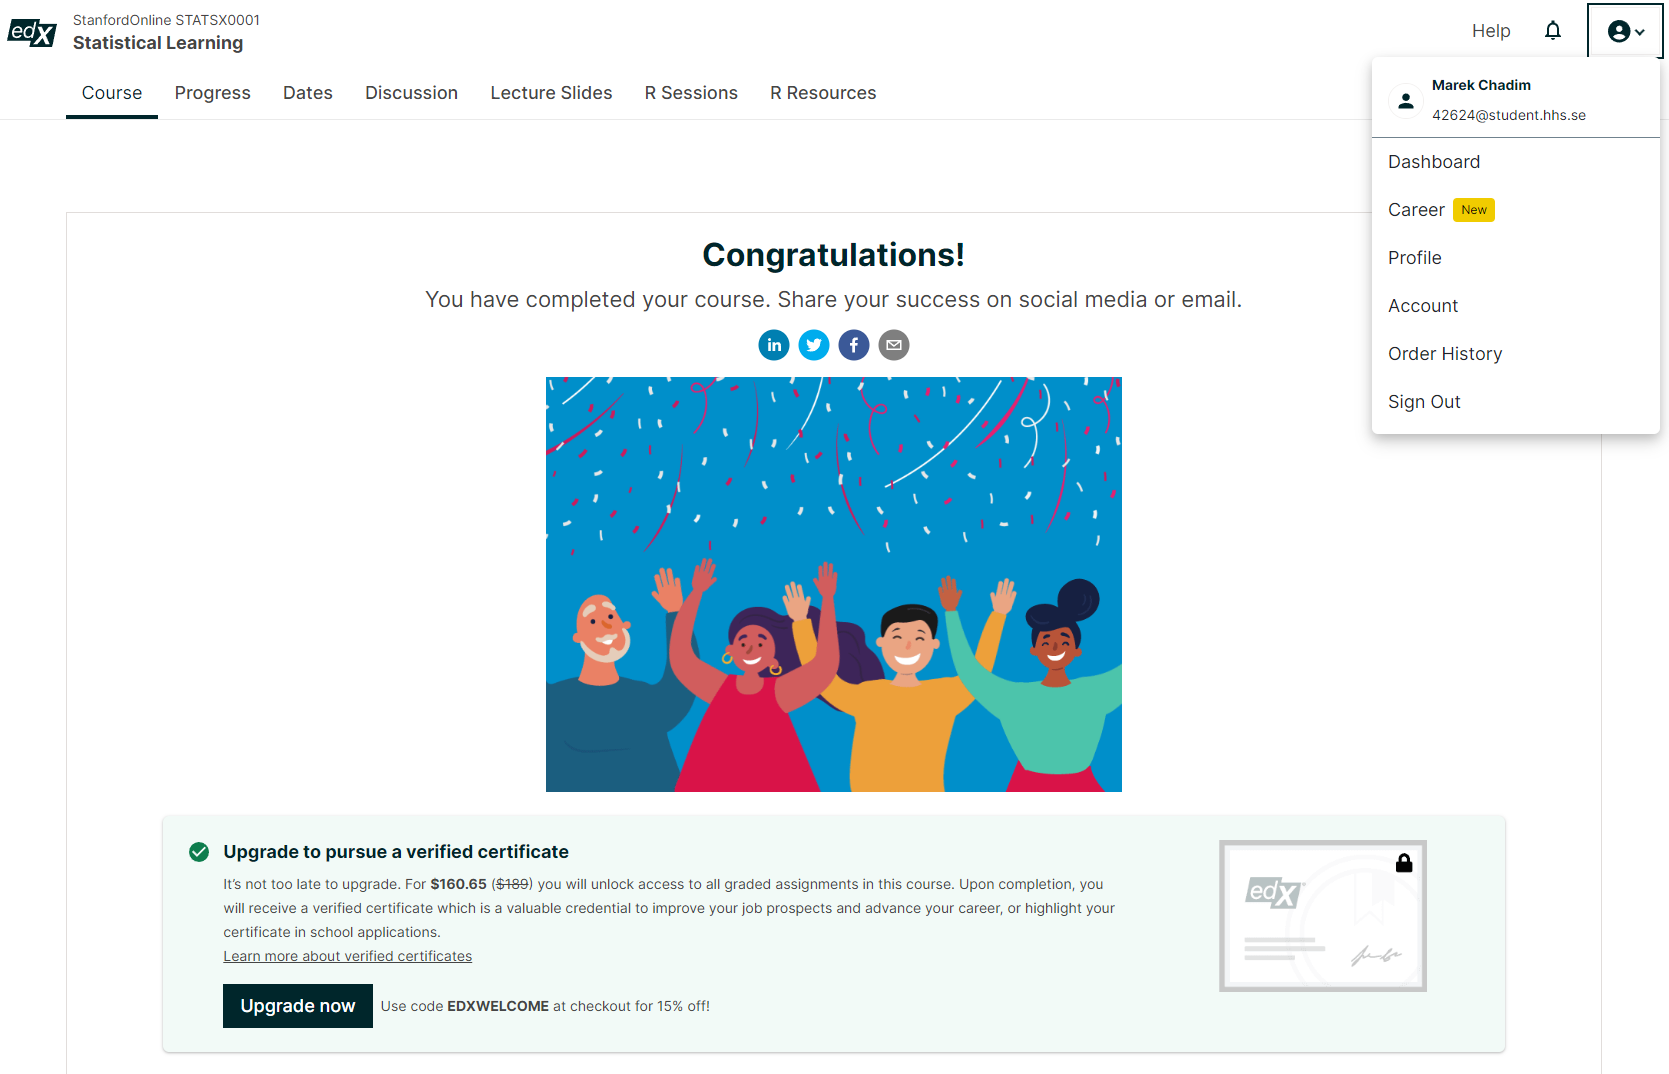 edX
StanfordOnline STATSX0001
Statistical Learning
Help
Course
Progress
Dates
Discussion
Lecture Slides
R Sessions
R Resources
Marek Chadim
42624@student.hhs.se
Dashboard
Career New
Profile
Account
Order History
Sign Out
Congratulations!
You have completed your course. Share your success on social media or email.
in
f
Upgrade to pursue a verified certificate
It’s not too late to upgrade. For $160.65 ($189) you will unlock access to all graded assignments in this course. Upon completion, you
will receive a verified certificate which is a valuable credential to improve your job prospects and advance your career, or highlight your
certificate in school applications.
Learn more about verified certificates
Upgrade now
Use code EDXWELCOME at checkout for 15% off!
edX